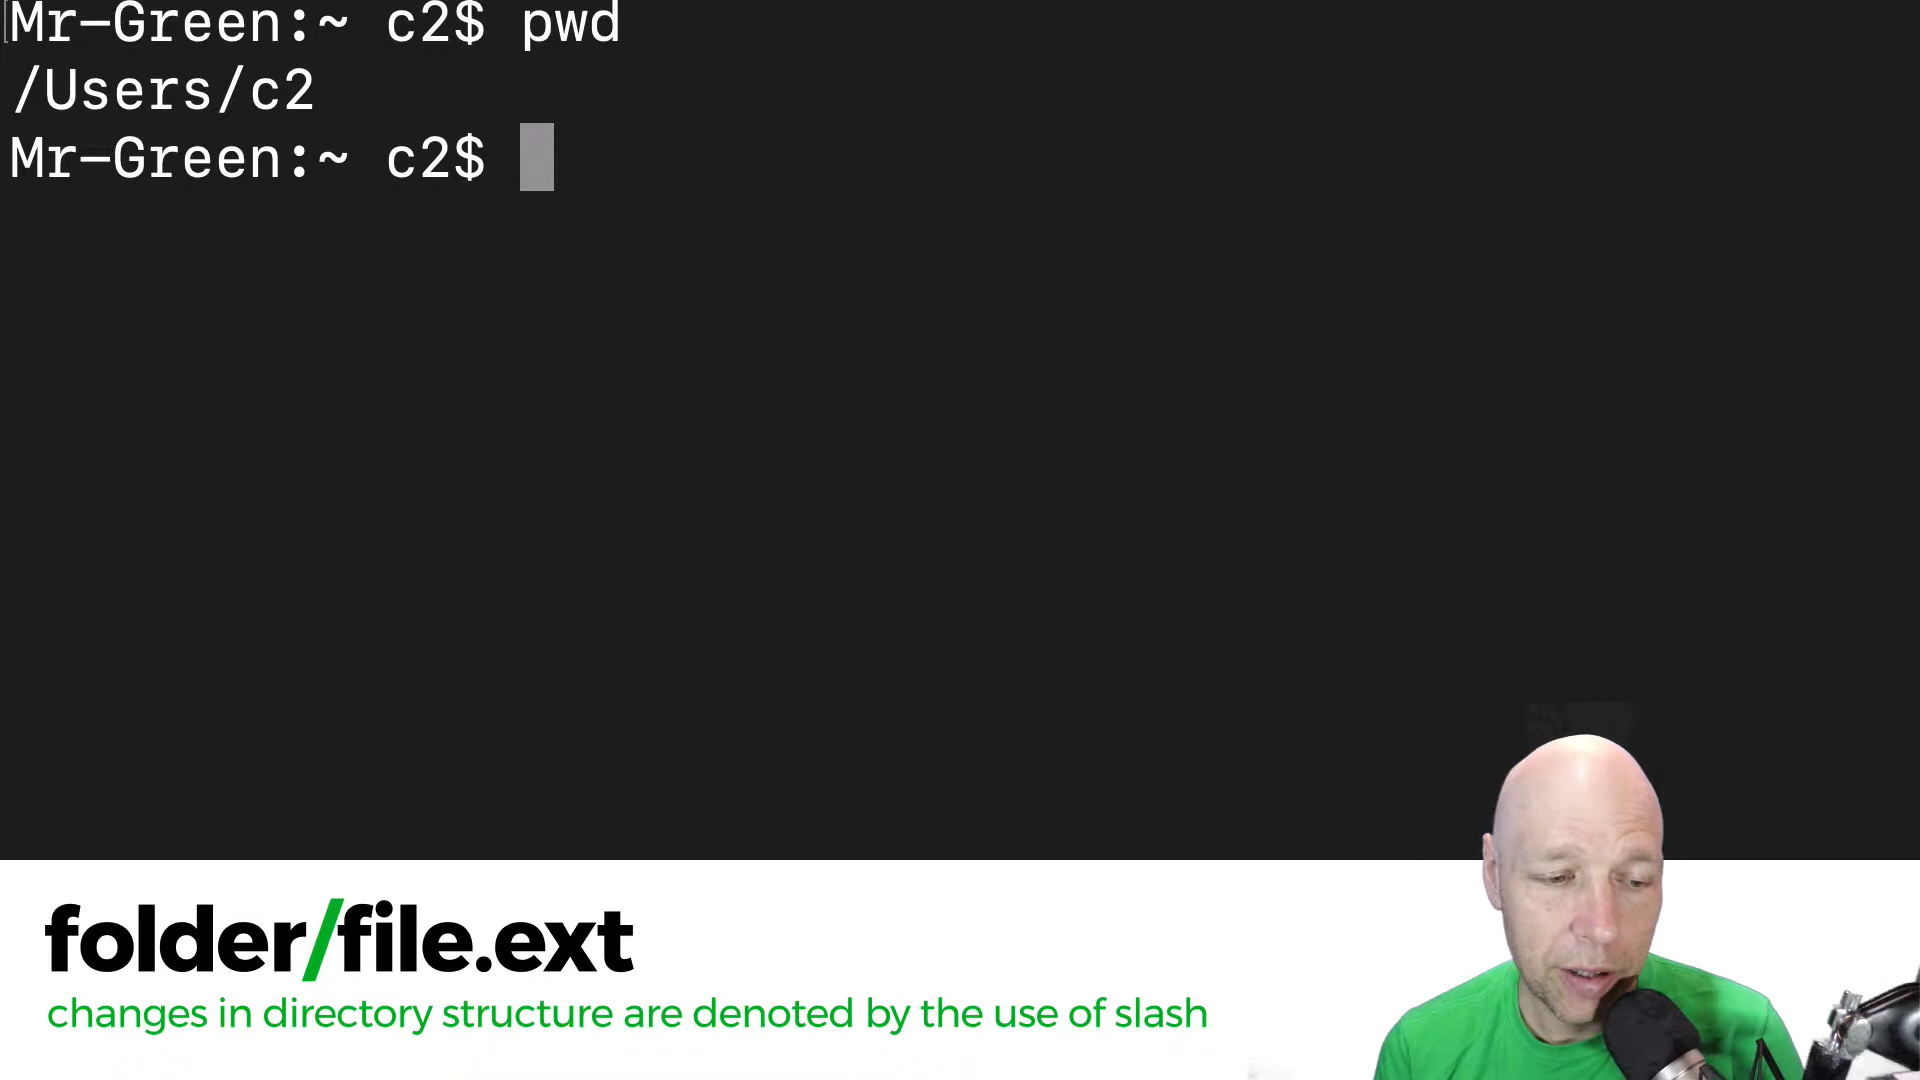 Mr-Green:~ c2$ pwd
/Users/c2
Mr-Green:~ c2$
folder/file.ext
changes in directory structure are denoted by the use of slash